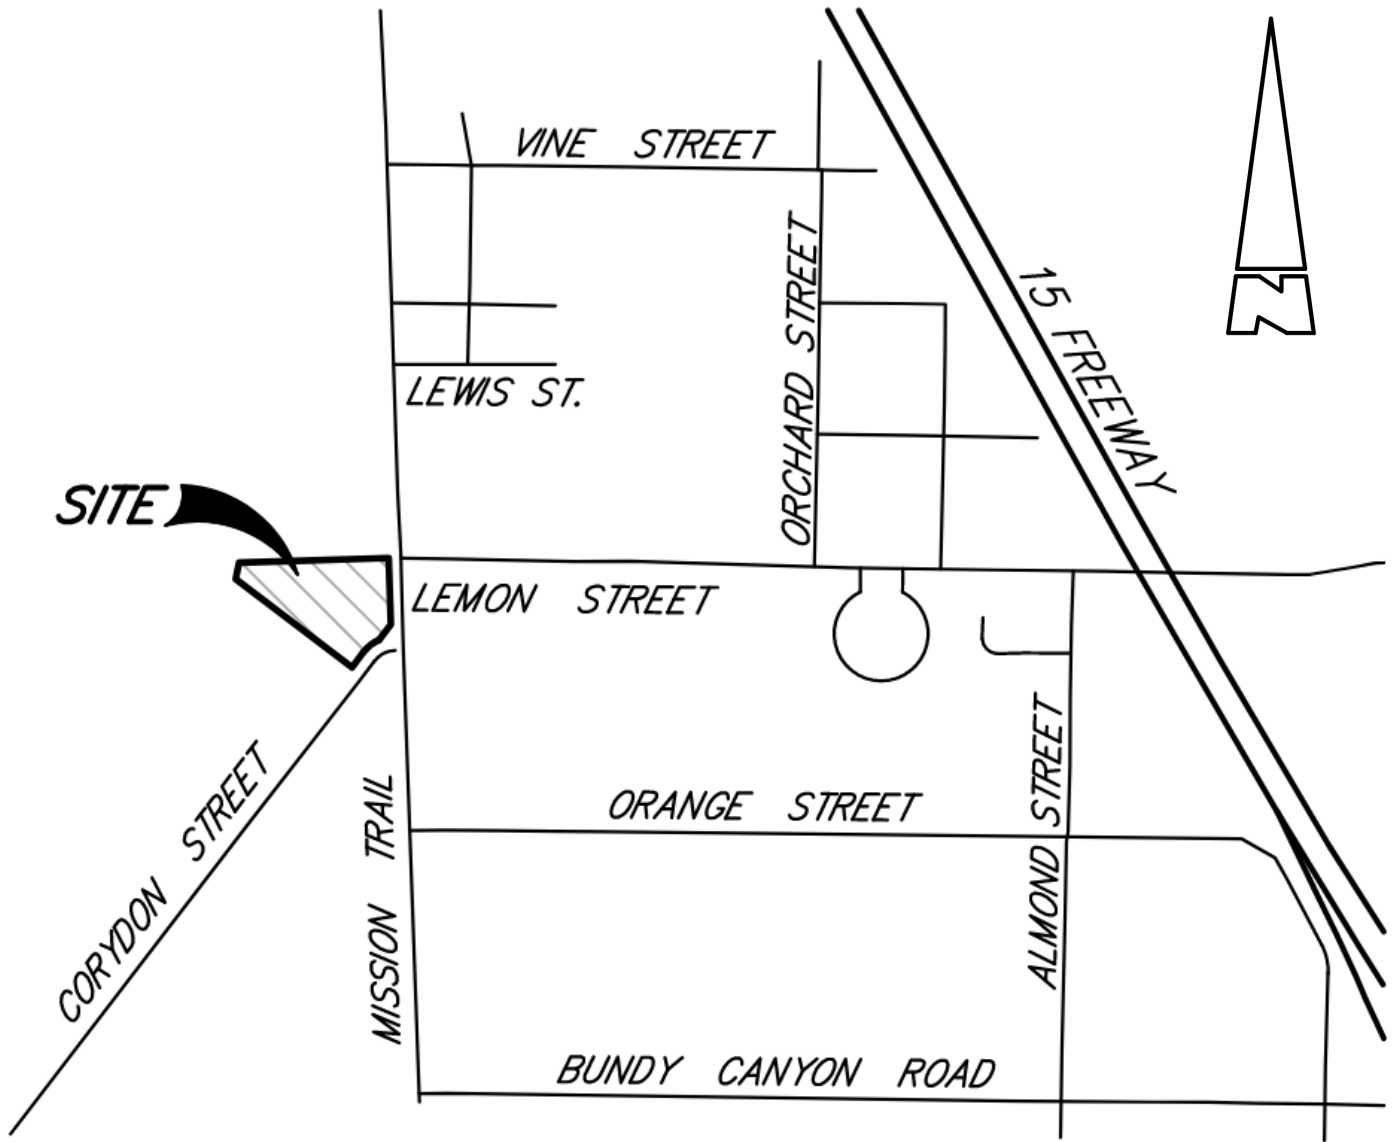 VINE STREET
ORCHARD STREET
15 FREEWAY
N
LEWIS ST.
SITE
LEMON STREET
CORYDON STREET
MISSION TRAIL
ORANGE STREET
ALMOND STREET
BUNDY CANYON ROAD